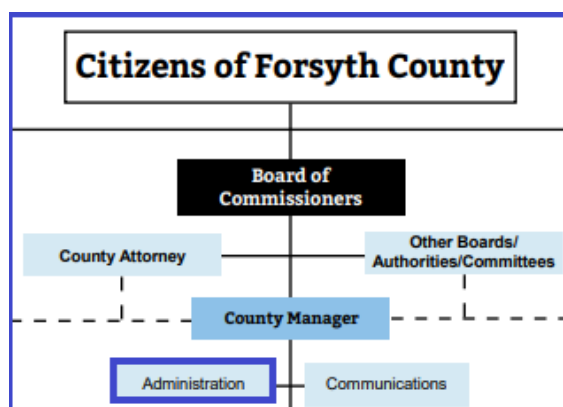 Citizens of Forsyth County
Board of
Commissioners
County Attorney
Other Boards/
Authorities/Committees
County Manager
Administration
Communications